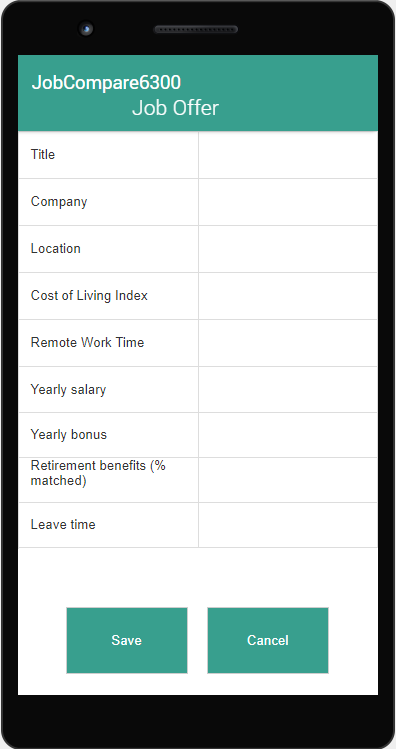 JobCompare6300
Job Offer
Title
Company
Location
Cost of Living Index
Remote Work Time
Yearly salary
Yearly bonus
Retirement benefits (%
matched)
Leave time
Save
Cancel